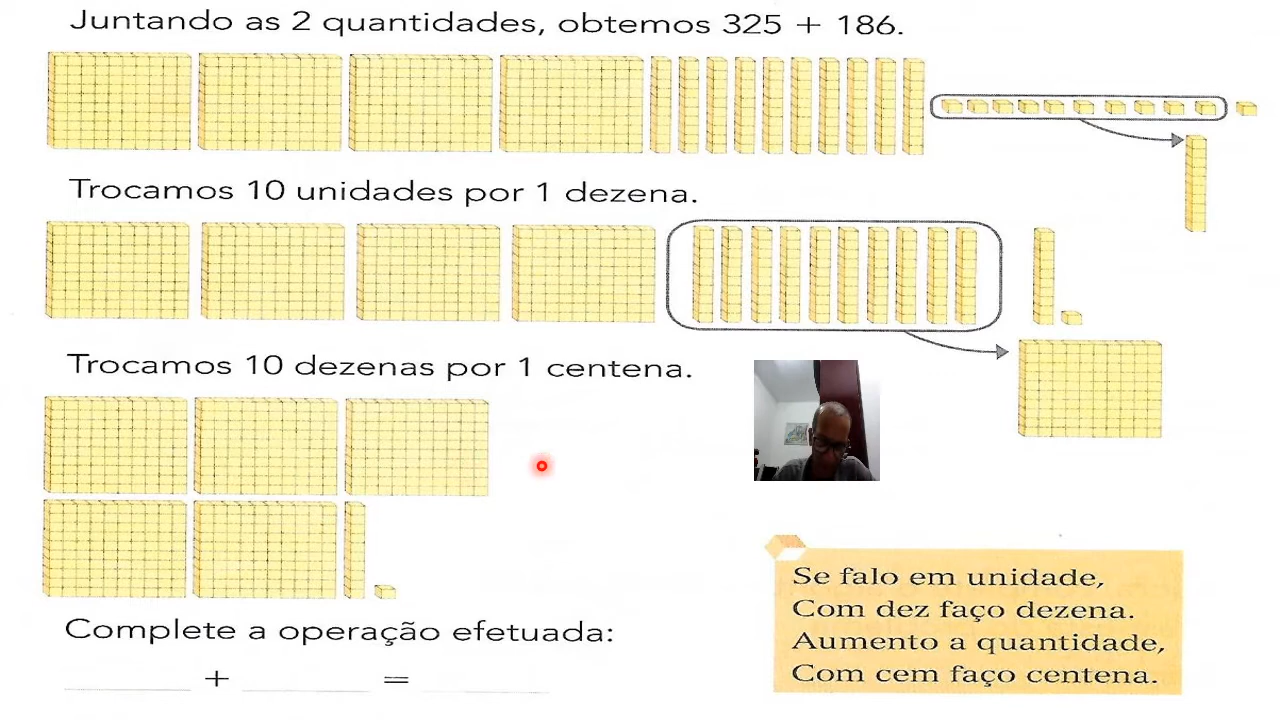 Juntando as 2 quantidades, obtemos 325 + 186.
Trocamos 10 unidades por 1 dezena.
Trocamos 10 dezenas por 1 centena.
Complete a operação efetuada:
+ =
Se falo em unidade,
Com dez faço dezena.
Aumento a quantidade,
Com cem faço centena.